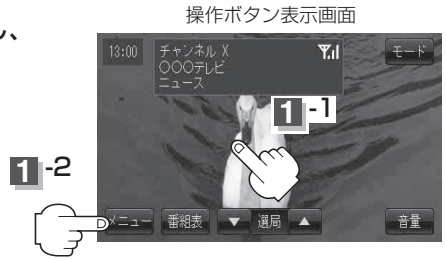 操作ボタン表示画面
、
13:00
チャンネル X
○○○テレビ
ニュース
モード
1-1
1-2
メニュー
番組表
▼ 選局 ▲
音量